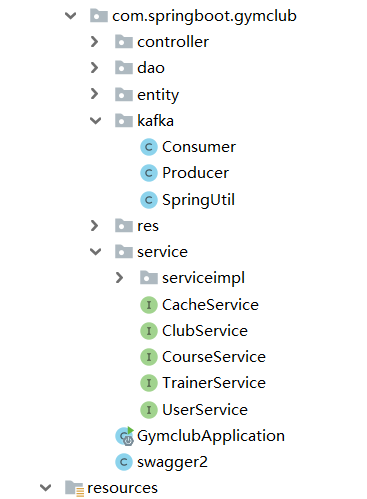 com.springboot.gymclub
controller
dao
entity
kafka
C Consumer
C Producer
C SpringUtil
res
service
serviceimpl
I CacheService
I ClubService
I CourseService
I TrainerService
I UserService
C GymclubApplication
C swagger2
resources